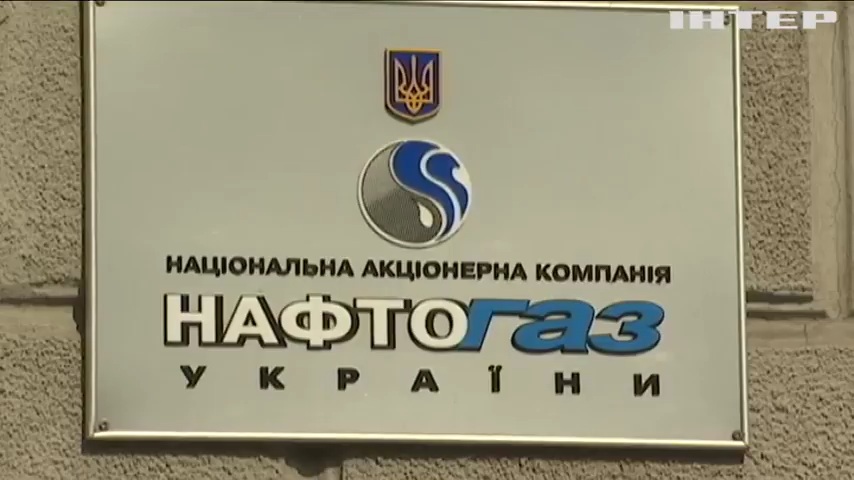 ІНТЕР
НАЦІОНАЛЬНА АКЦІОНЕРНА КОМПАНІЯ
НАФТОГАЗ
УКРАЇНИ